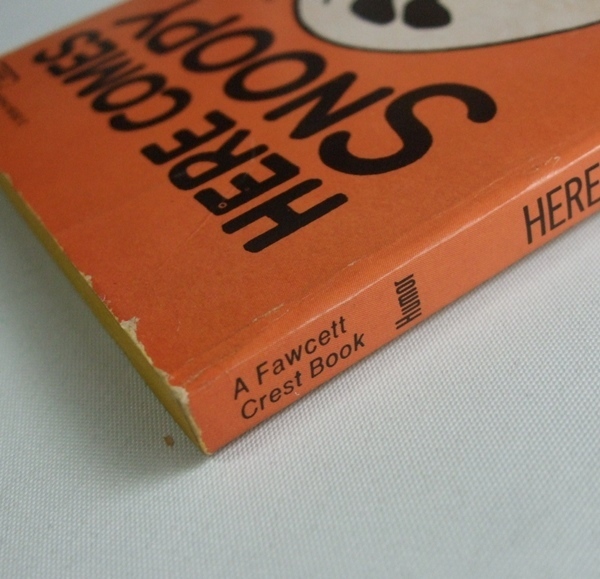 HERE COMES
SNOOPY
A Fawcett
Crest Book
Humor
HERE